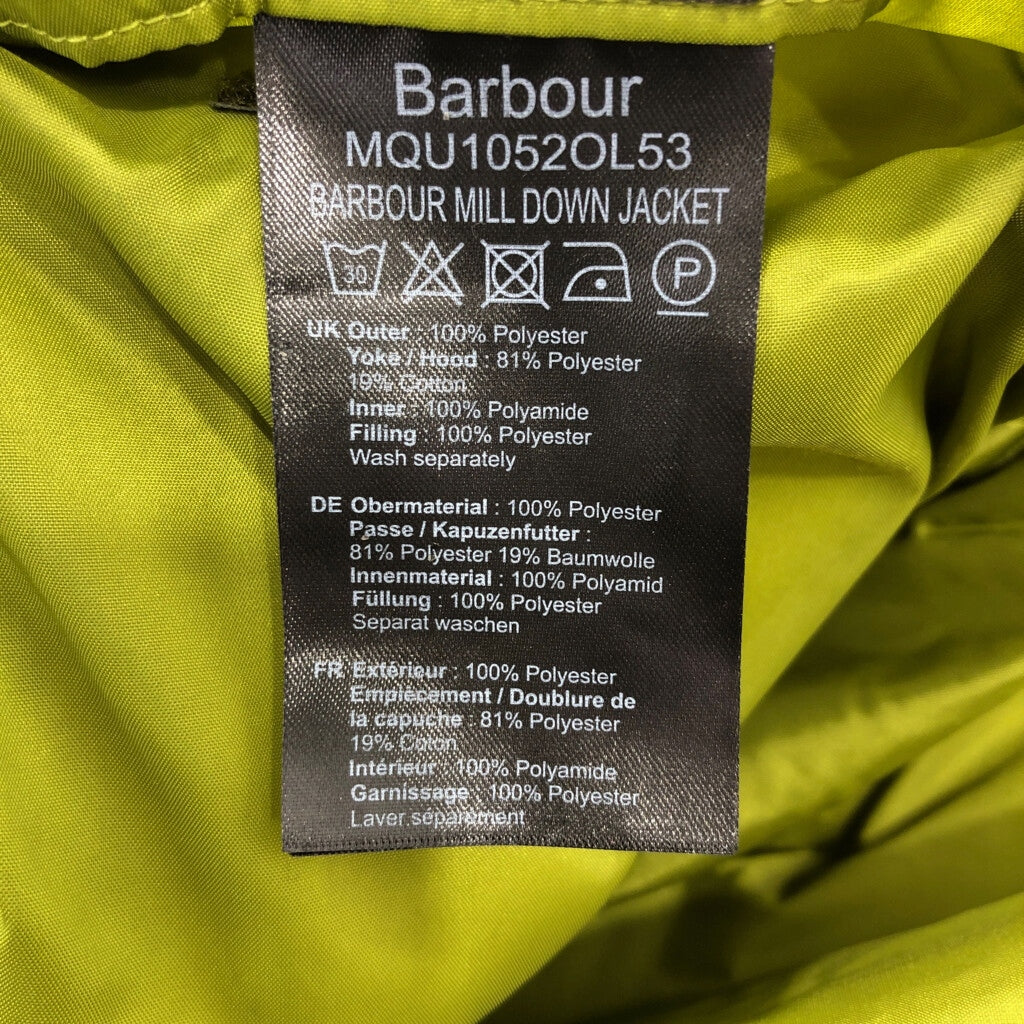 Barbour
MQU1052OL53
BARBOUR MILL DOWN JACKET
30
P
UK Outer : 100% Polyester
Yoke / Hood : 81% Polyester
19% Cotton
Inner : 100% Polyamide
Filling : 100% Polyester
Wash separately
DE Obermaterial : 100% Polyester
Passe / Kapuzenfutter :
81% Polyester 19% Baumwolle
Innenmaterial : 100% Polyamid
Füllung : 100% Polyester
Separat waschen
FR Extérieur : 100% Polyester
Empiècement / Doublure de
la capuche : 81% Polyester
19% Coton
Intérieur : 100% Polyamide
Garnissage : 100% Polyester
Laver séparément